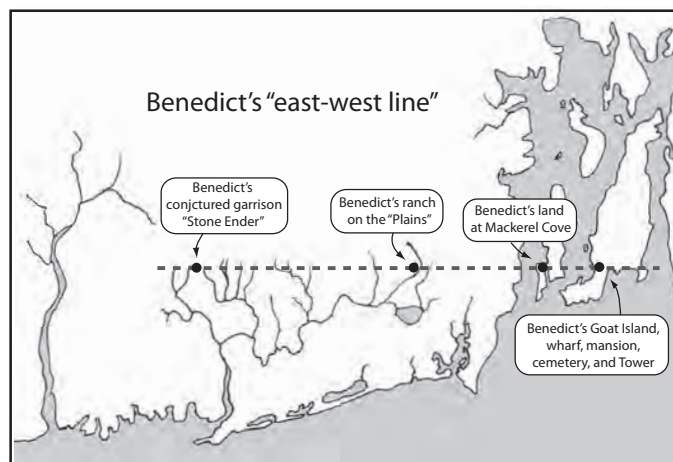 Benedict's "east-west line"
Benedict's
conjctured garrison
"Stone Ender"
Benedict's ranch
on the "Plains"
Benedict's land
at Mackerel Cove
Benedict's Goat Island,
wharf, mansion,
cemetery, and Tower